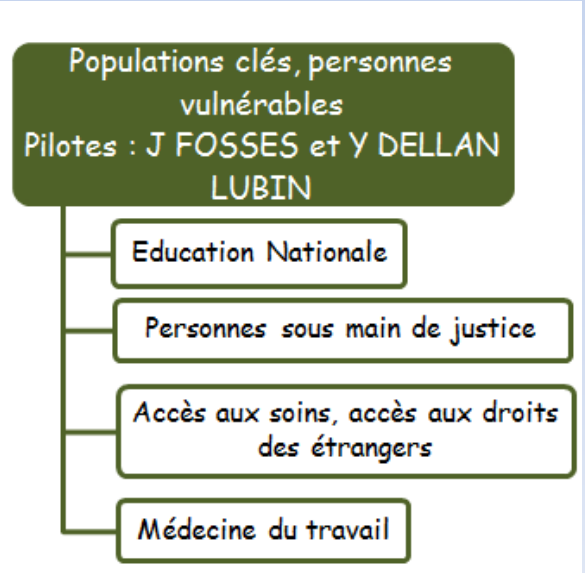 Populations clés, personnes
vulnérables
Pilotes : J FOSSES et Y DELLAN
LUBIN
Education Nationale
Personnes sous main de justice
Accès aux soins, accès aux droits
des étrangers
Médecine du travail